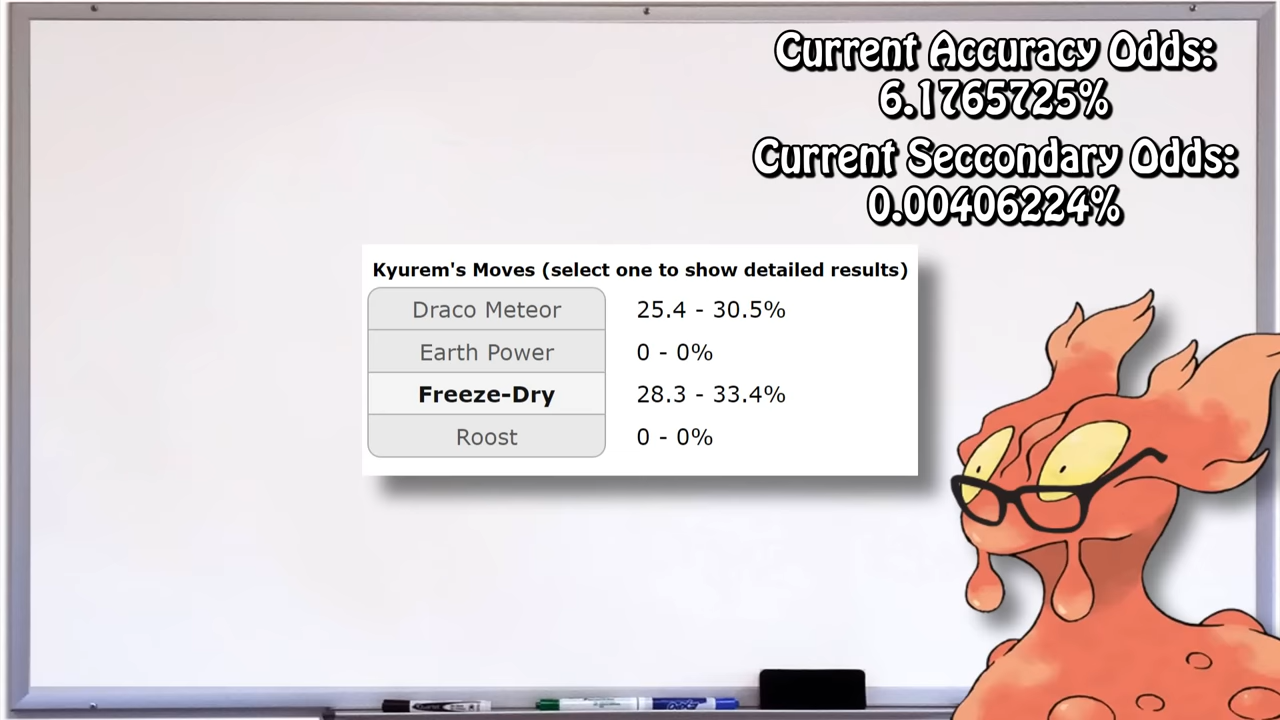 Current Accuracy Odds:
6.1765725%
Current Seccondary Odds:
0.00406224%
Kyurem's Moves (select one to show detailed results)
Draco Meteor 25.4 - 30.5%
Earth Power 0 - 0%
Freeze-Dry 28.3 - 33.4%
Roost 0 - 0%